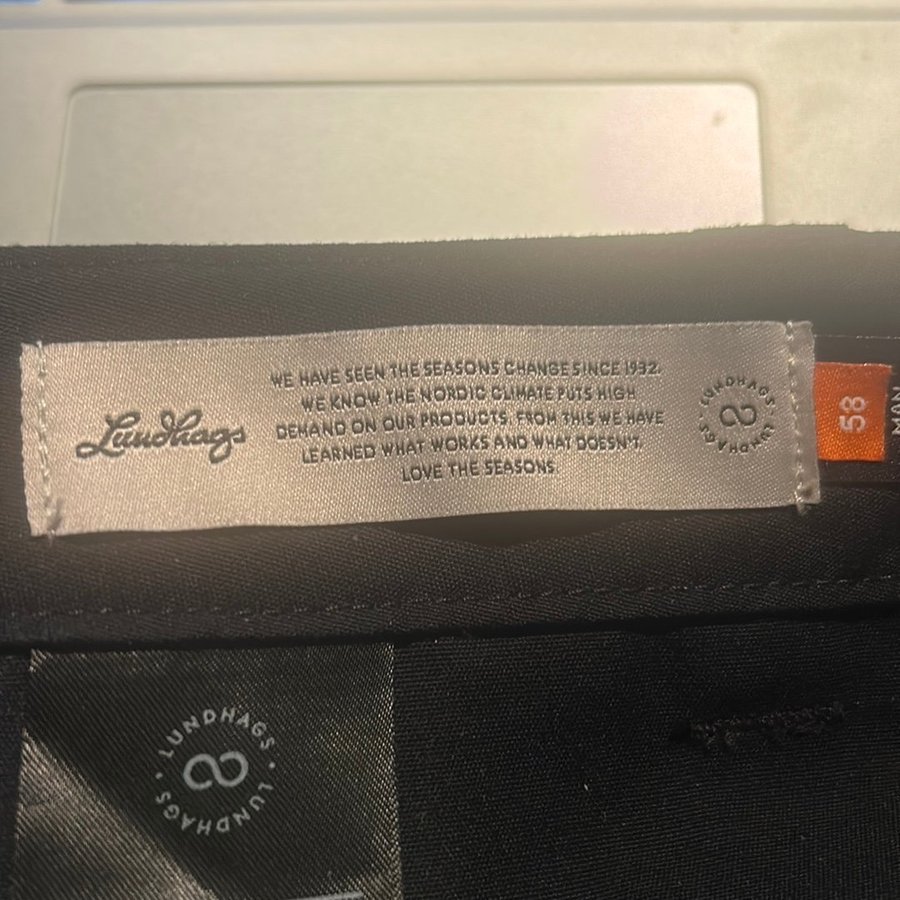 Lundhags
WE HAVE SEEN THE SEASONS CHANGE SINCE 1932.
WE KNOW THE NORDIC CLIMATE PUTS HIGH
DEMAND ON OUR PRODUCTS. FROM THIS WE HAVE
LEARNED WHAT WORKS AND WHAT DOESN'T.
LOVE THE SEASONS.
LUNDHAGS · LUNDHAGS ·
58
MAN
LUNDHAGS · LUNDHAGS ·